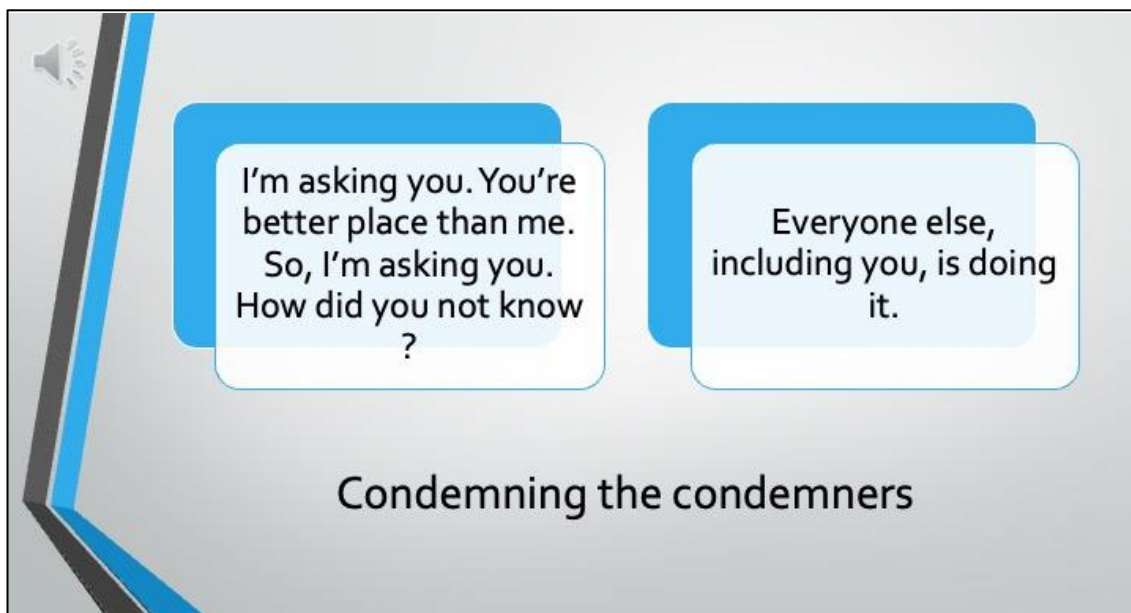 I'm asking you. You're
better place than me.
So, I'm asking you.
How did you not know
?
Everyone else,
including you, is doing
it.
Condemning the condemners